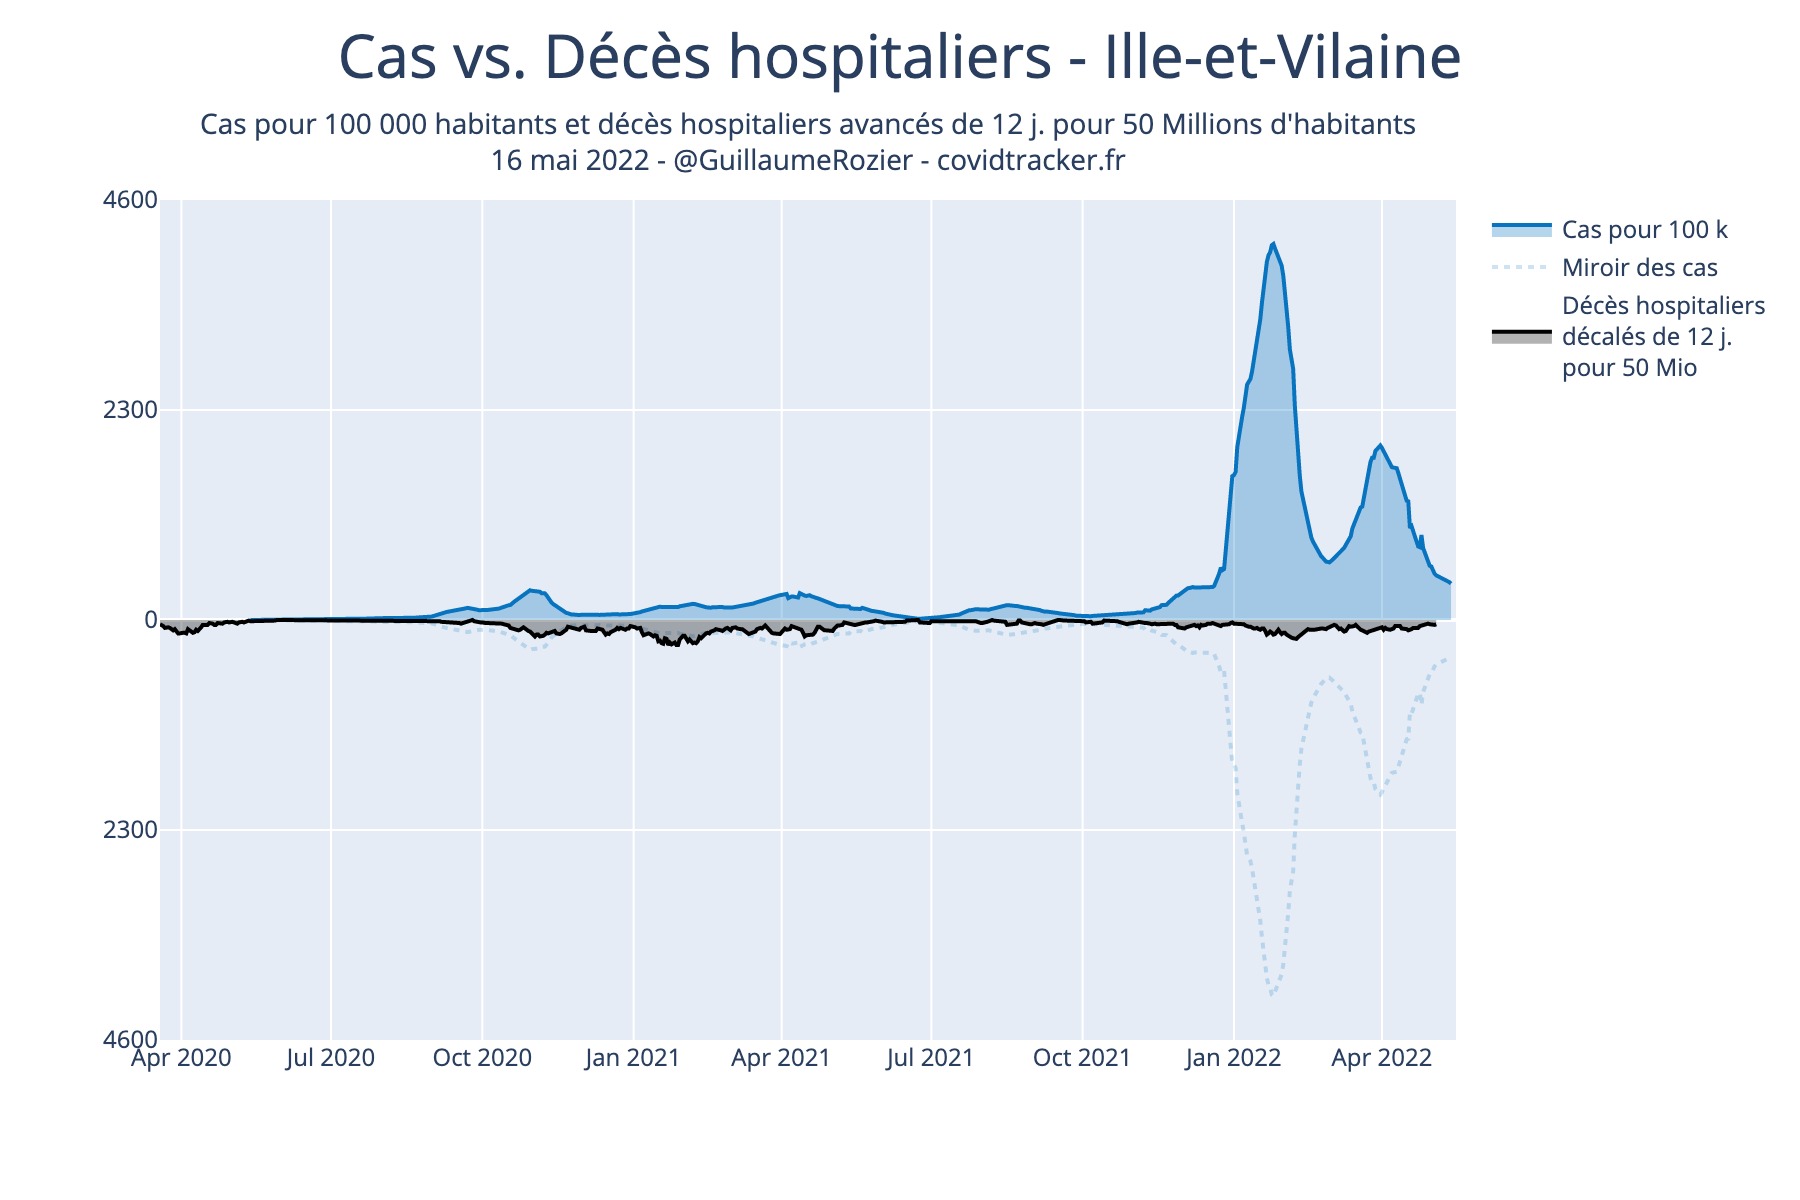 Cas vs. Décès hospitaliers - Ille-et-Vilaine
Cas pour 100 000 habitants et décès hospitaliers avancés de 12 j. pour 50 Millions d'habitants
16 mai 2022 - @GuillaumeRozier - covidtracker.fr
4600
2300
0
2300
4600
Apr 2020
Jul 2020
Oct 2020
Jan 2021
Apr 2021
Jul 2021
Oct 2021
Jan 2022
Apr 2022
Cas pour 100 k
Miroir des cas
Décès hospitaliers
décalés de 12 j.
pour 50 Mio